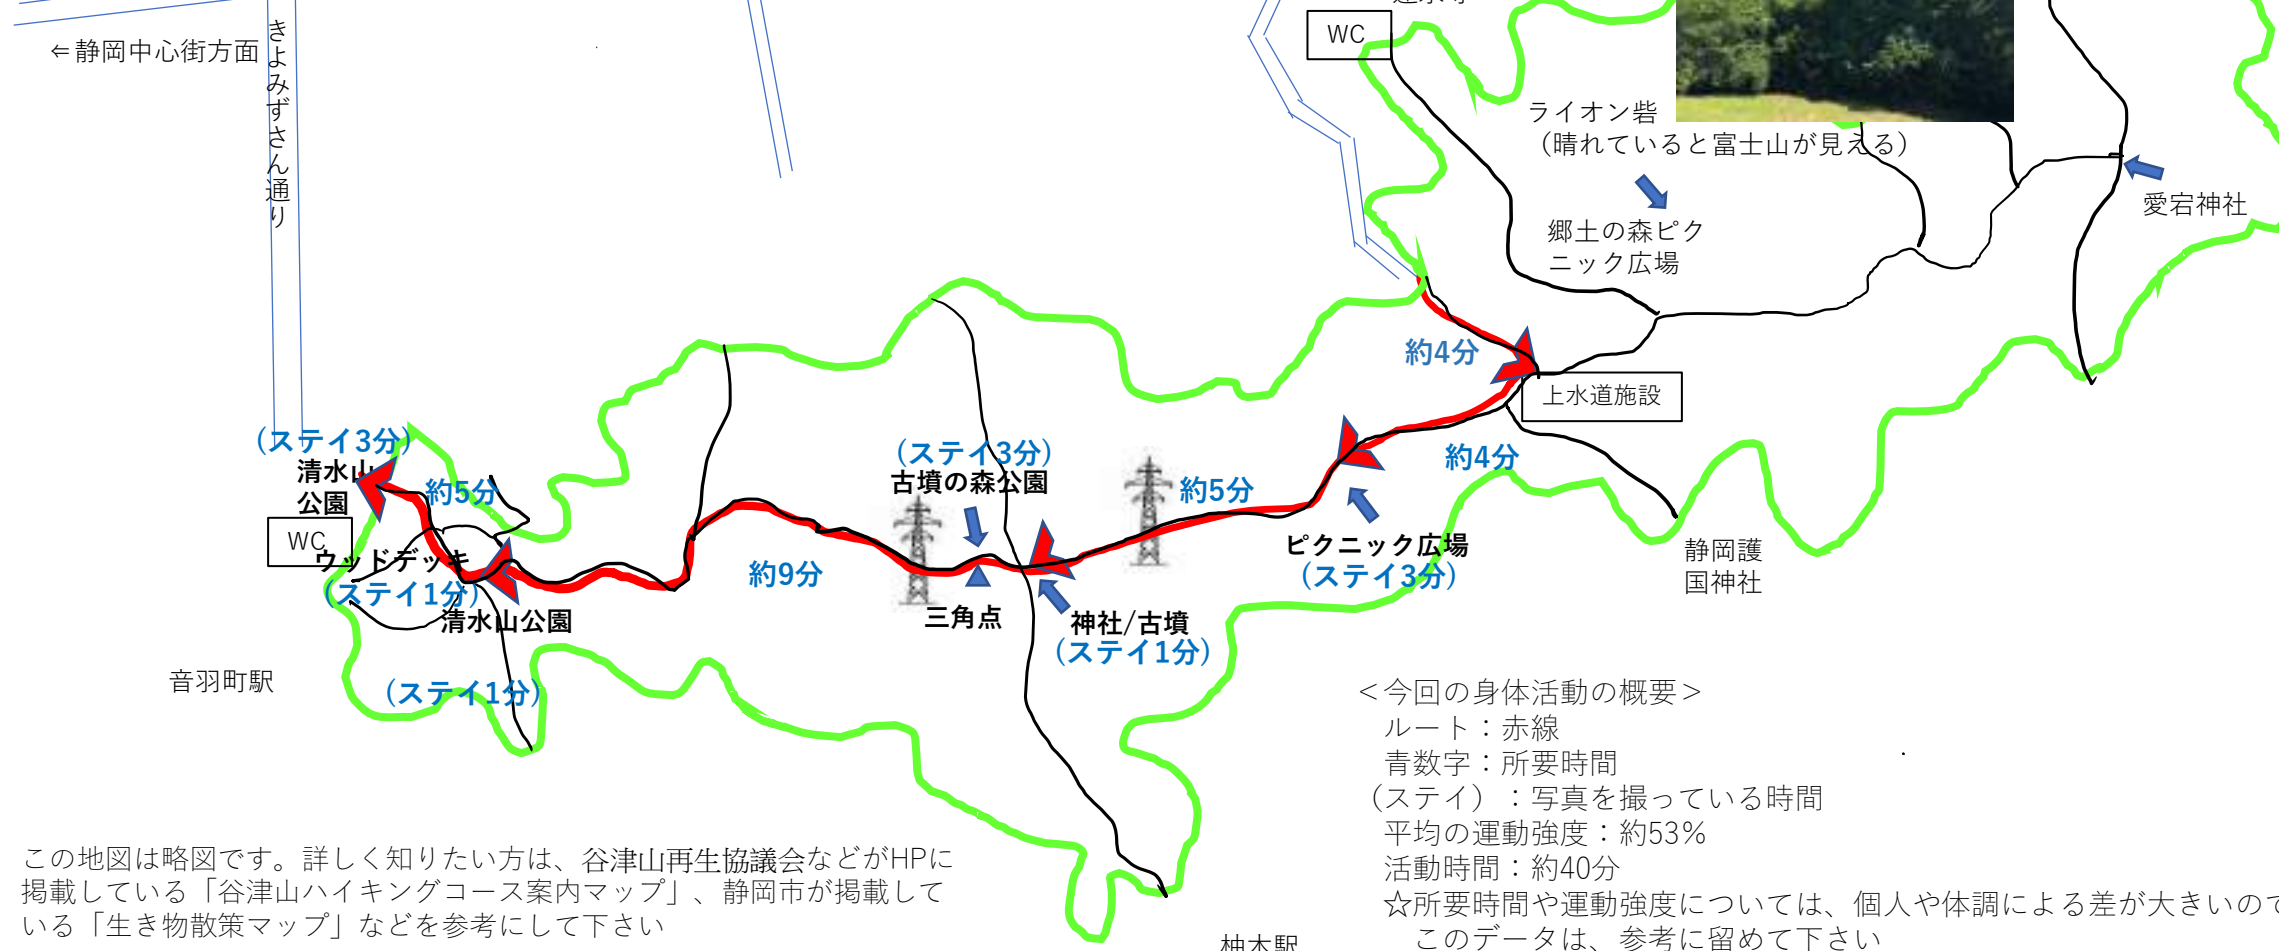 ←静岡中心街方面
きよみずさん通り
WC
ライオン砦
（晴れていると富士山が見える）
愛宕神社
郷土の森ピク
ニック広場
約4分
上水道施設
(ステイ3分)
清水山
公園
約5分
WC
ウッドデッキ
(ステイ1分)
清水山公園
(ステイ1分)
音羽町駅
約9分
(ステイ3分)
古墳の森公園
三角点
約5分
神社/古墳
(ステイ1分)
約4分
ピクニック広場
(ステイ3分)
静岡護
国神社
＜今回の身体活動の概要＞
ルート：赤線
青数字：所要時間
（ステイ）：写真を撮っている時間
平均の運動強度：約53%
活動時間：約40分
☆所要時間や運動強度については、個人や体調による差が大きいので
このデータは、参考に留めて下さい
この地図は略図です。詳しく知りたい方は、谷津山再生協議会などがHPに
掲載している「谷津山ハイキングコース案内マップ」、静岡市が掲載して
いる「生き物散策マップ」などを参考にして下さい
柚木駅